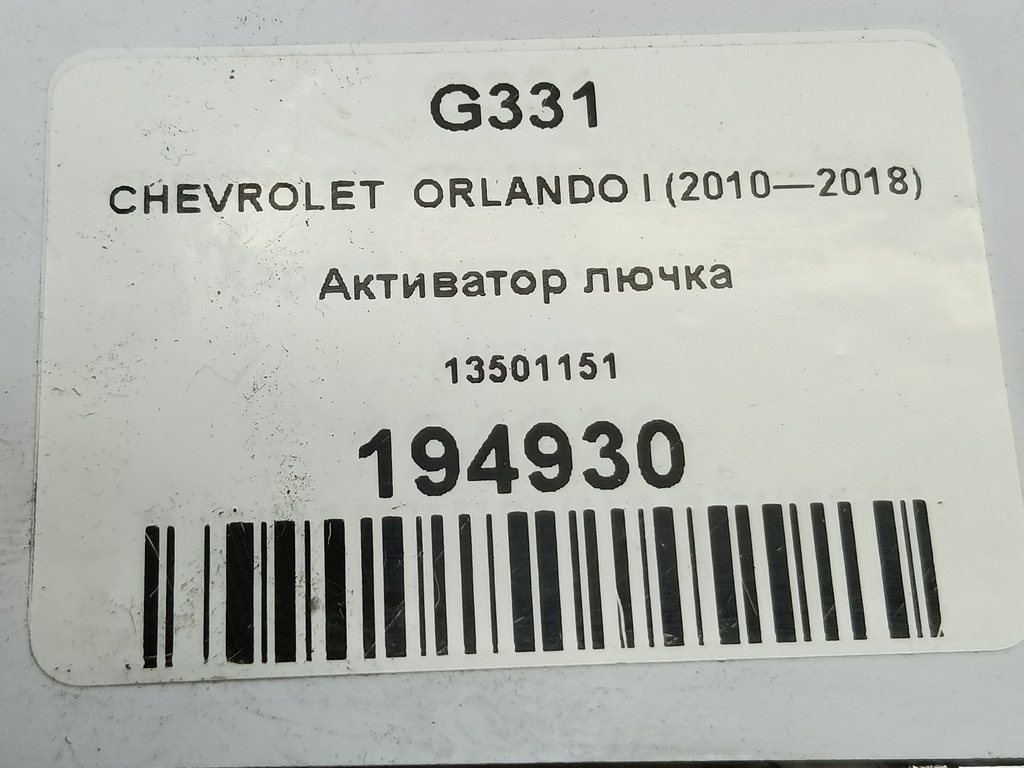 G331
CHEVROLET ORLANDO I (2010—2018)
Активатор лючка
13501151
194930